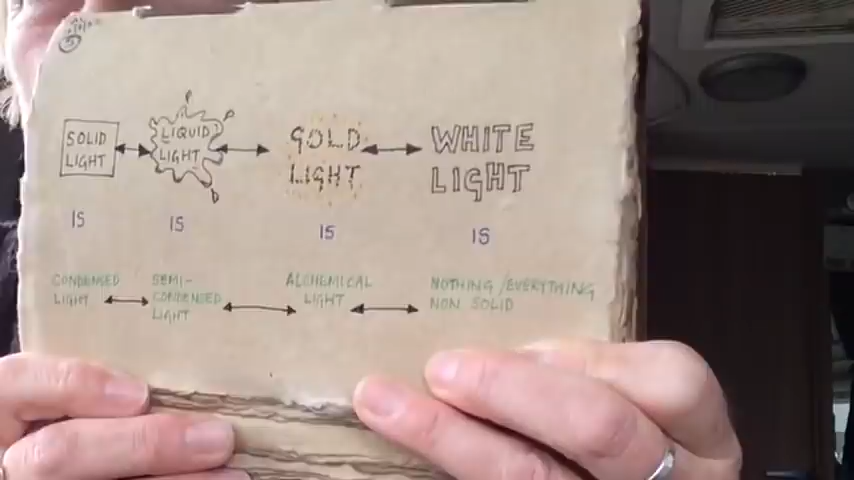 SOLID
LIGHT
LIQUID
LIGHT
GOLD
LIGHT
WHITE
LIGHT
IS
IS
IS
IS
CONDENSED
LIGHT
SEMI-
CONDENSED
LIGHT
ALCHEMICAL
LIGHT
NOTHING/EVERYTHING
NON SOLID